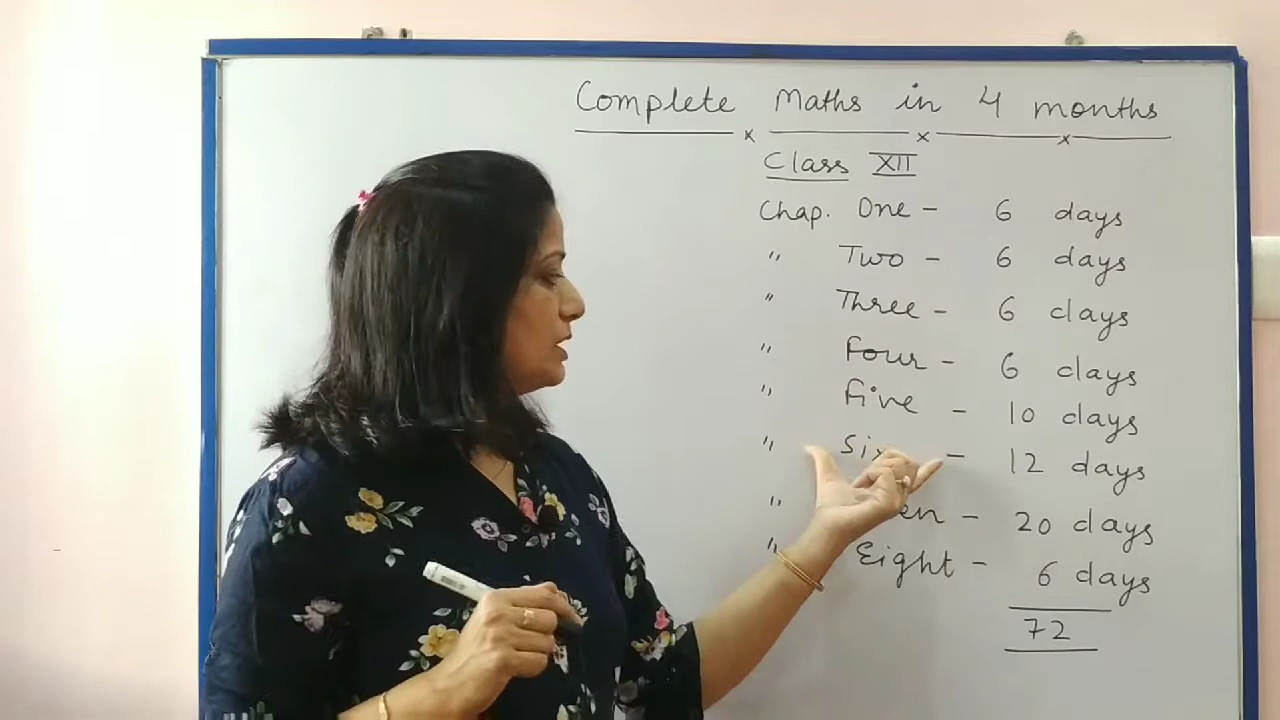 Complete Maths in 4 months
Class XII
Chap. One - 6 days
" Two - 6 days
" Three - 6 days
" Four - 6 days
" Five - 10 days
" Six - 12 days
" - 20 days
" Eight - 6 days
72